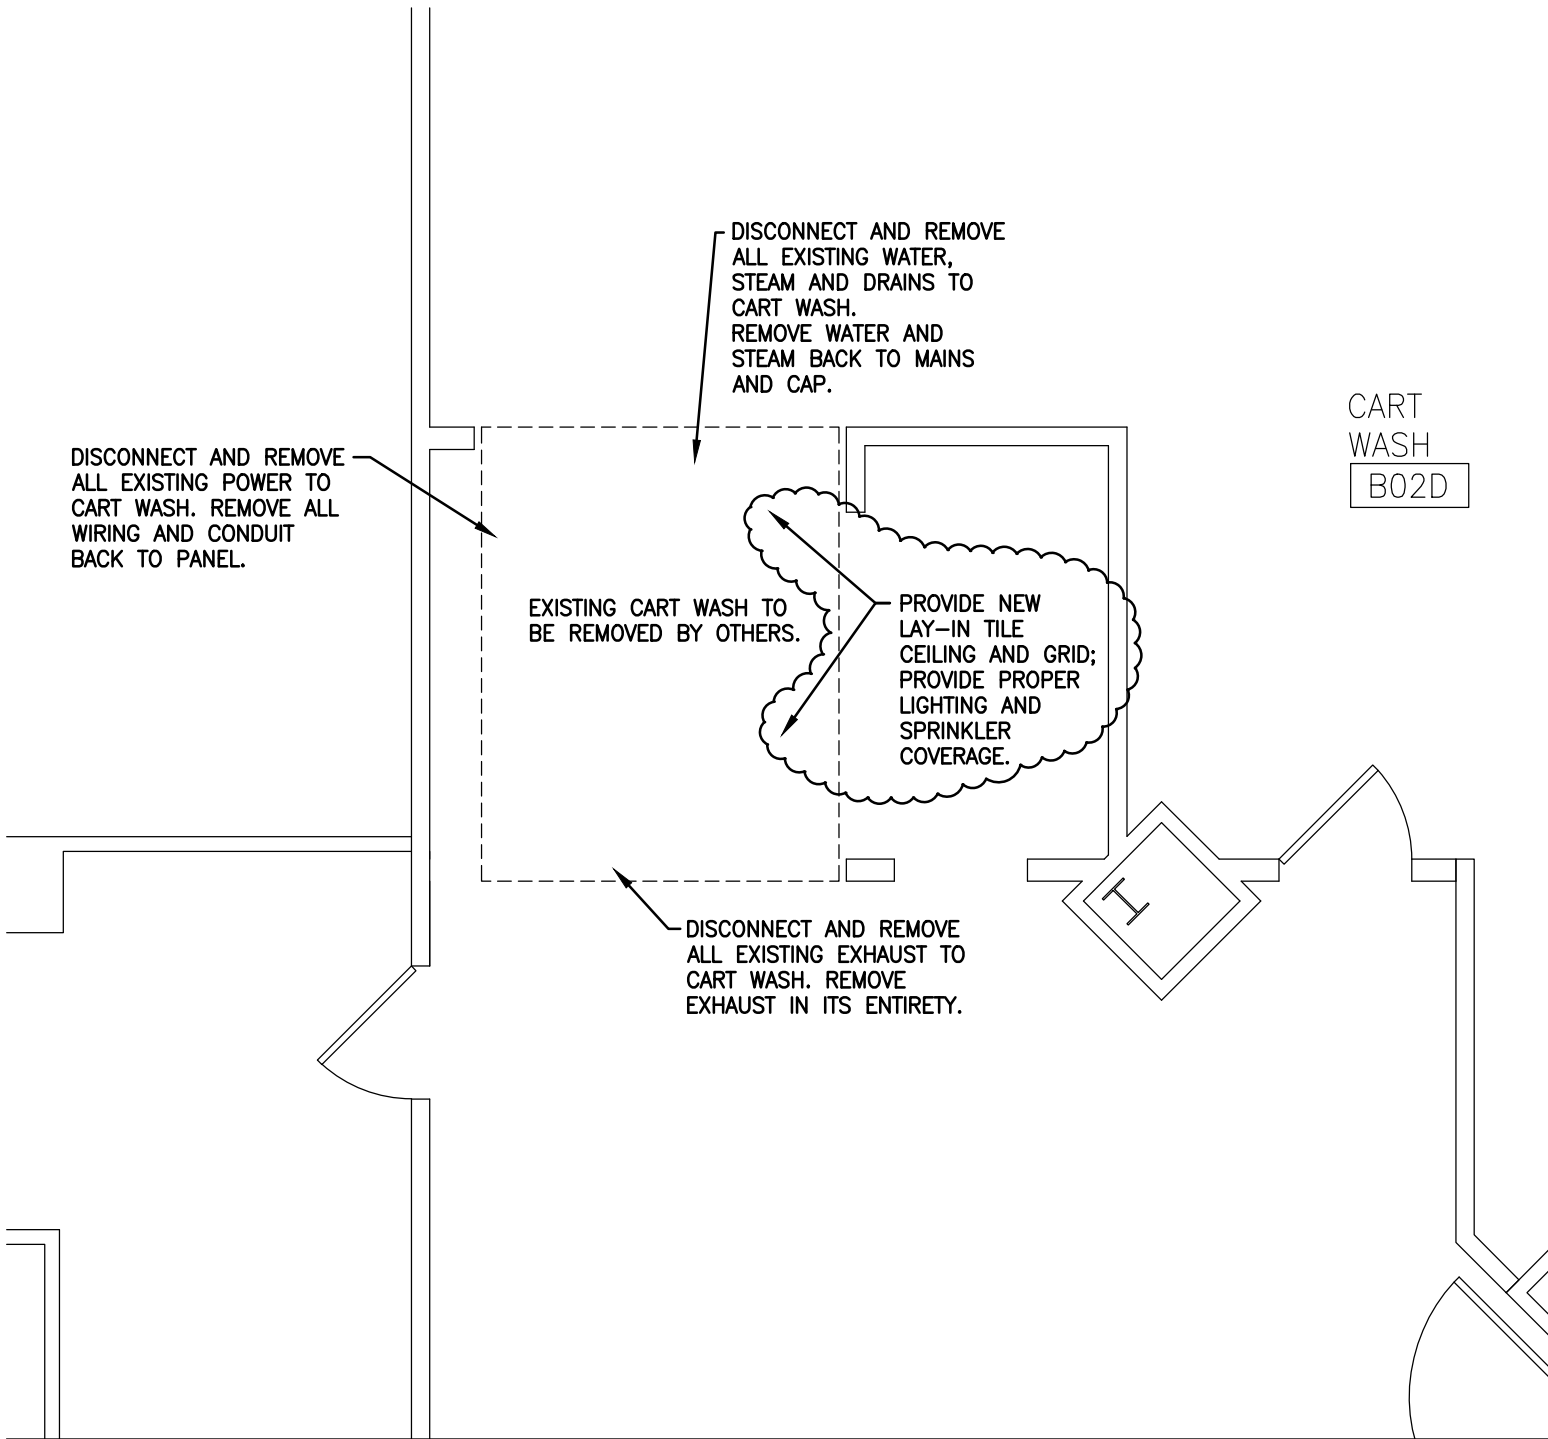 DISCONNECT AND REMOVE
ALL EXISTING WATER,
STEAM AND DRAINS TO
CART WASH.
REMOVE WATER AND
STEAM BACK TO MAINS
AND CAP.
CART
WASH
B02D
DISCONNECT AND REMOVE
ALL EXISTING POWER TO
CART WASH. REMOVE ALL
WIRING AND CONDUIT
BACK TO PANEL.
EXISTING CART WASH TO
BE REMOVED BY OTHERS.
PROVIDE NEW
LAY-IN TILE
CEILING AND GRID;
PROVIDE PROPER
LIGHTING AND
SPRINKLER
COVERAGE.
DISCONNECT AND REMOVE
ALL EXISTING EXHAUST TO
CART WASH. REMOVE
EXHAUST IN ITS ENTIRETY.